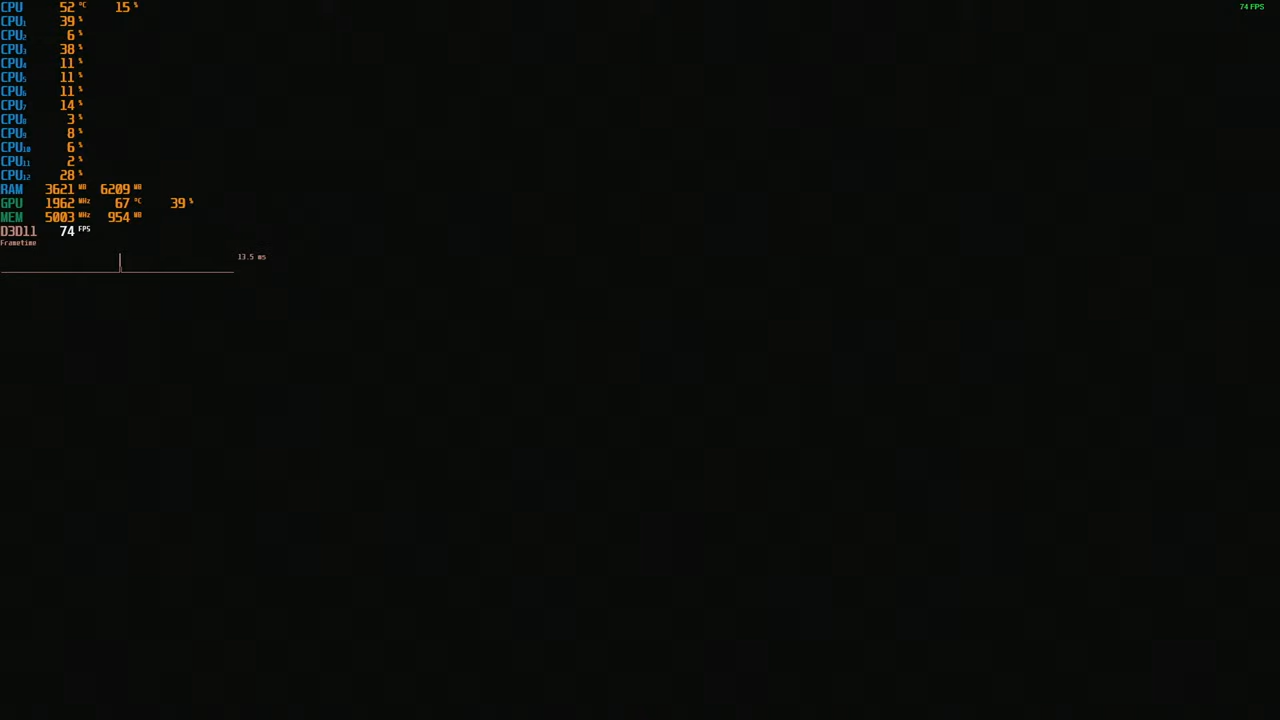 CPU 52 °C 15 %
74 FPS
CPU1 39 %
CPU2 6 %
CPU3 38 %
CPU4 11 %
CPU5 11 %
CPU6 11 %
CPU7 14 %
CPU8 3 %
CPU9 8 %
CPU10 6 %
CPU11 2 %
CPU12 28 %
RAM 3621 MB 6209 MB
GPU 1962 MHz 67 °C 39 %
MEM 5003 MHz 954 MB
D3D11 74 FPS
Frametime
13.5 ms